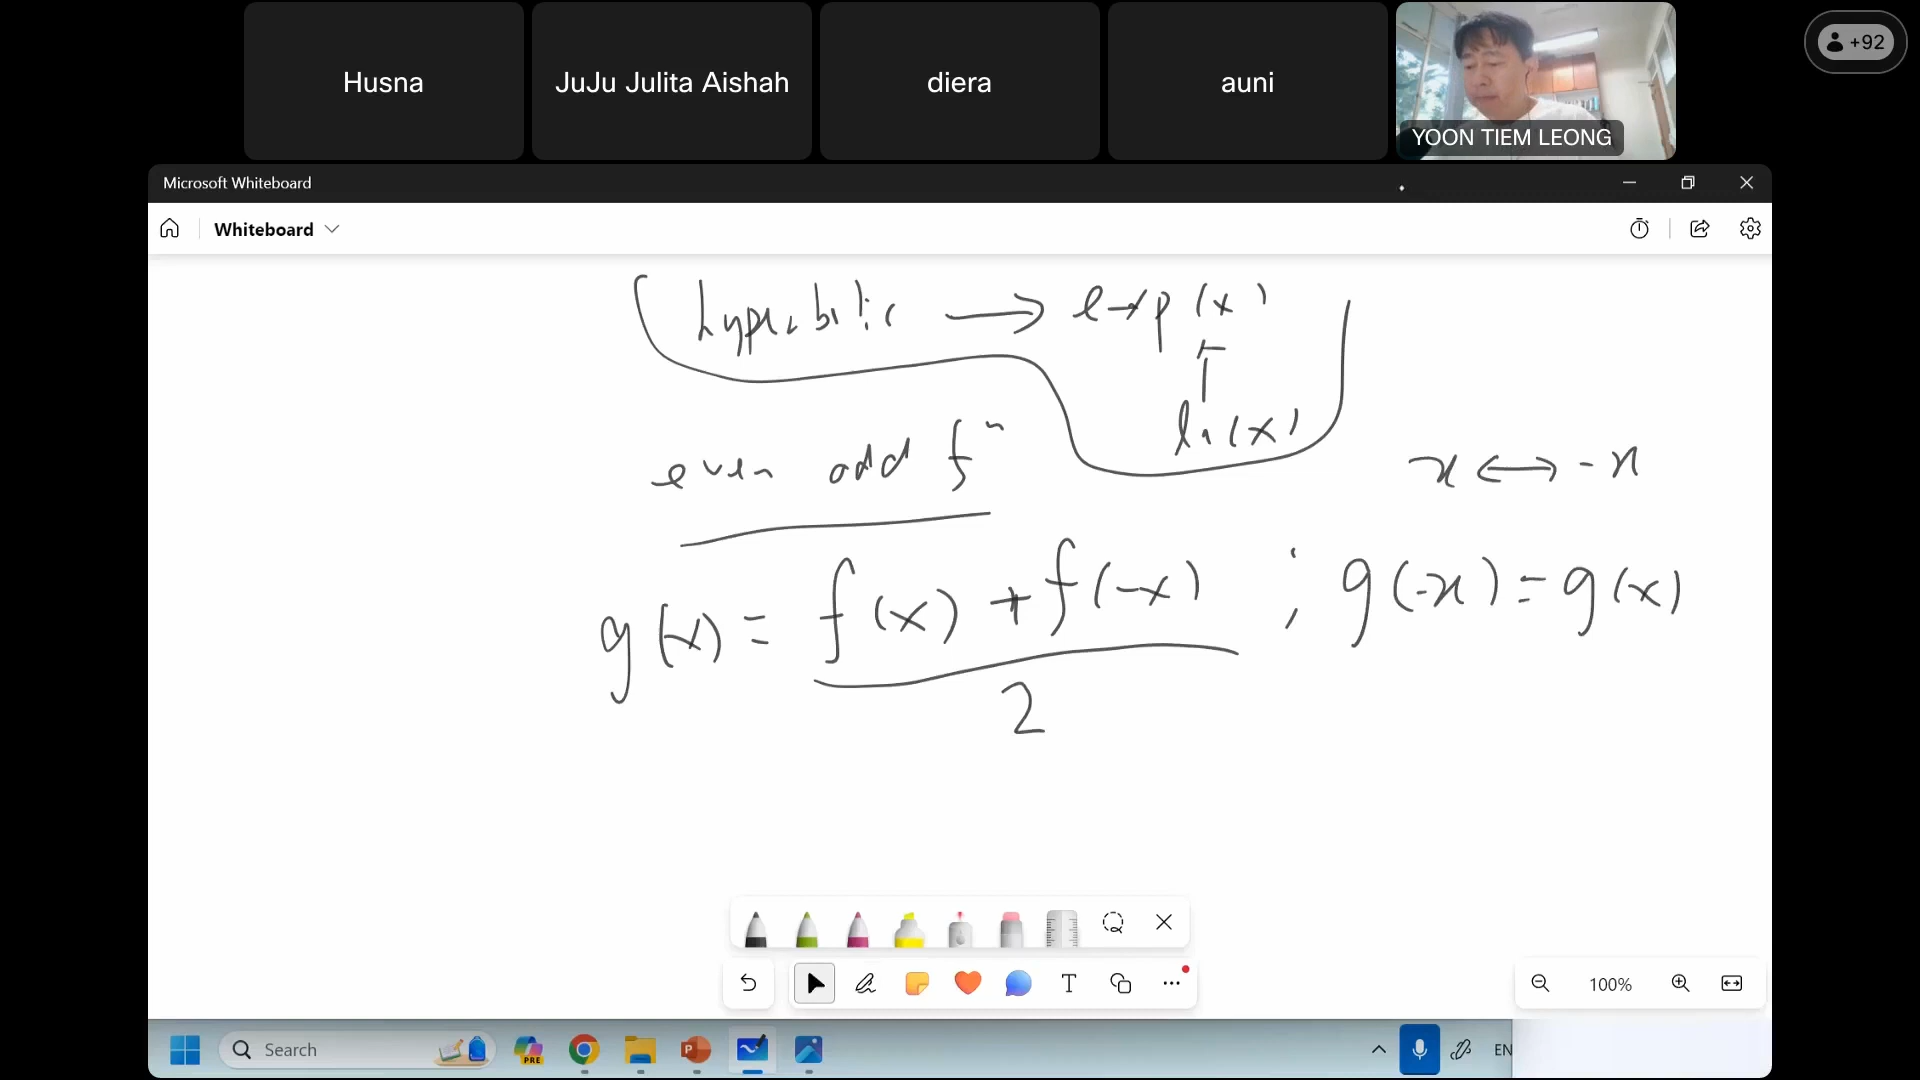 Husna
JuJu Julita Aishah
diera
auni
YOON TIEM LEONG
+92
Microsoft Whiteboard
Whiteboard
hyperbolic → exp(x)
↑
ln(x)
even odd fⁿ
x ↔ -x
g(x) = f(x) + f(-x) ; g(-x) = g(x)
2
T
100%
Search
PRE
P
EN